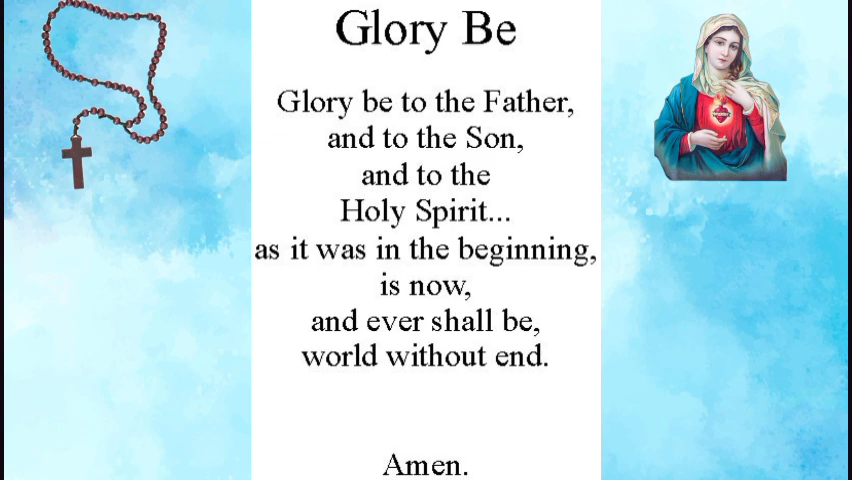 Glory Be
Glory be to the Father,
and to the Son,
and to the
Holy Spirit...
as it was in the beginning,
is now,
and ever shall be,
world without end.
Amen.